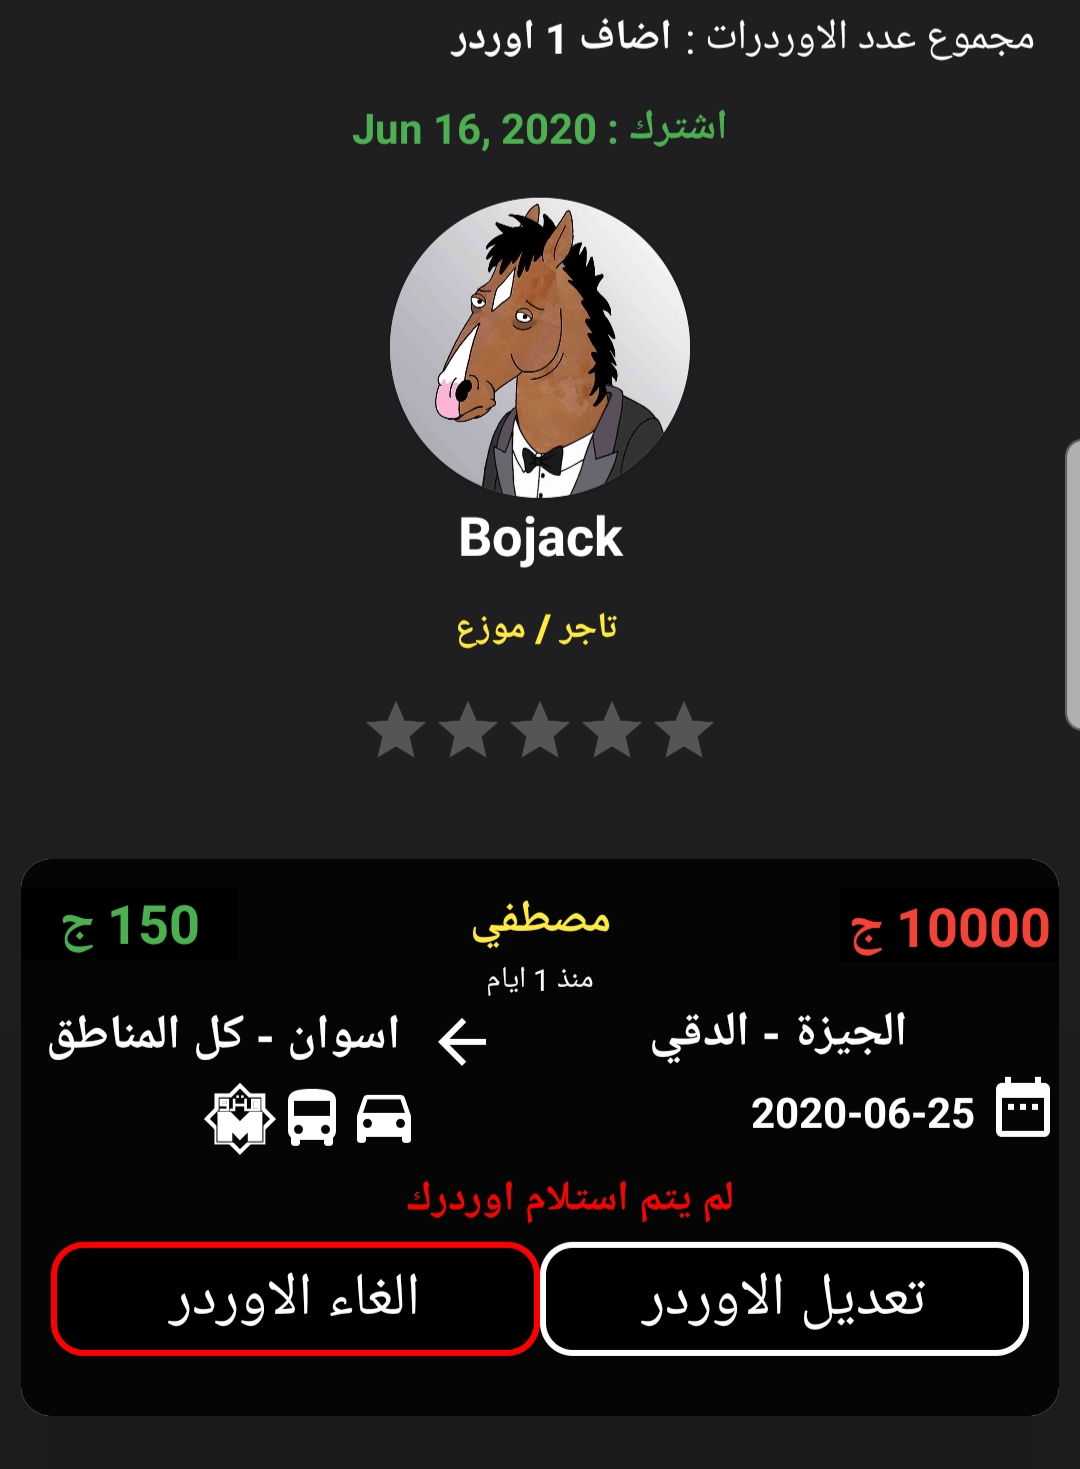 مجموع عدد الاوردرات : اضاف 1 اوردر
اشترك : Jun 16, 2020
Bojack
تاجر / موزع
10000 ج
مصطفي
150 ج
منذ 1 ايام
الجيزة - الدقي ← اسوان - كل المناطق
2020-06-25
لم يتم استلام اوردرك
تعديل الاوردر
الغاء الاوردر